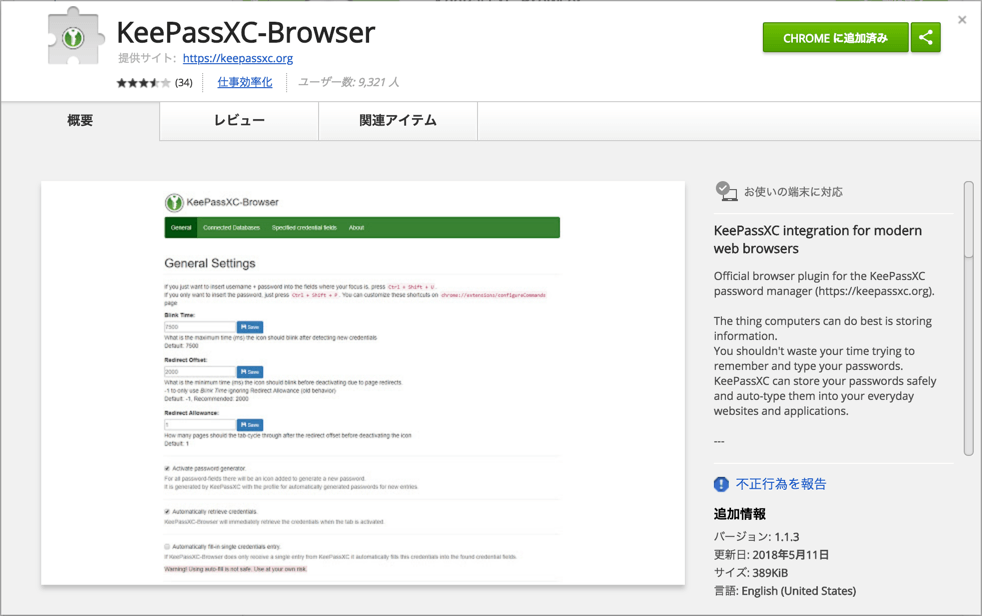 KeePassXC-Browser
提供サイト: https://keepassxc.org
(34) 仕事効率化 ユーザー数: 9,321 人
CHROME に追加済み
概要 レビュー 関連アイテム
KeePassXC-Browser
General Connected Databases Specified credential fields About
General Settings
If you just want to insert username + password into the fields where your focus is, press Ctrl + Shift + U.
If you only want to insert the password, just press Ctrl + Shift + P. You can customize these shortcuts on chrome://extensions/configureCommands
page
Blink Time:
7500 Save
What is the maximum time (ms) the icon should blink after detecting new credentials.
Default: 7500
Redirect Offset:
2000 Save
What is the minimum time (ms) the icon should blink before deactivating due to page redirects.
-1 to only use Blink Time ignoring Redirect Allowance (old behavior)
Default: -1, Recommended: 2000
Redirect Allowance:
1 Save
How many pages should the tab cycle through after the redirect offset before deactivating the icon
Default: 1
Activate password generator.
For all password-fields there will be an icon added to generate a new password.
It is generated by KeePassXC with the profile for automatically generated passwords for new entries.
Automatically retrieve credentials.
KeePassXC-Browser will immediately retrieve the credentials when the tab is activated.
Automatically fill-in single credentials entry.
If KeePassXC-Browser does only receive a single entry from KeePassXC it automatically fills this credentials into the found credential fields.
Warning! Using auto-fill is not safe. Use at your own risk.
お使いの端末に対応
KeePassXC integration for modern
web browsers
Official browser plugin for the KeePassXC
password manager (https://keepassxc.org).
The thing computers can do best is storing
information.
You shouldn't waste your time trying to
remember and type your passwords.
KeePassXC can store your passwords safely
and auto-type them into your everyday
websites and applications.
---
不正行為を報告
追加情報
バージョン: 1.1.3
更新日: 2018年5月11日
サイズ: 389KiB
言語: English (United States)